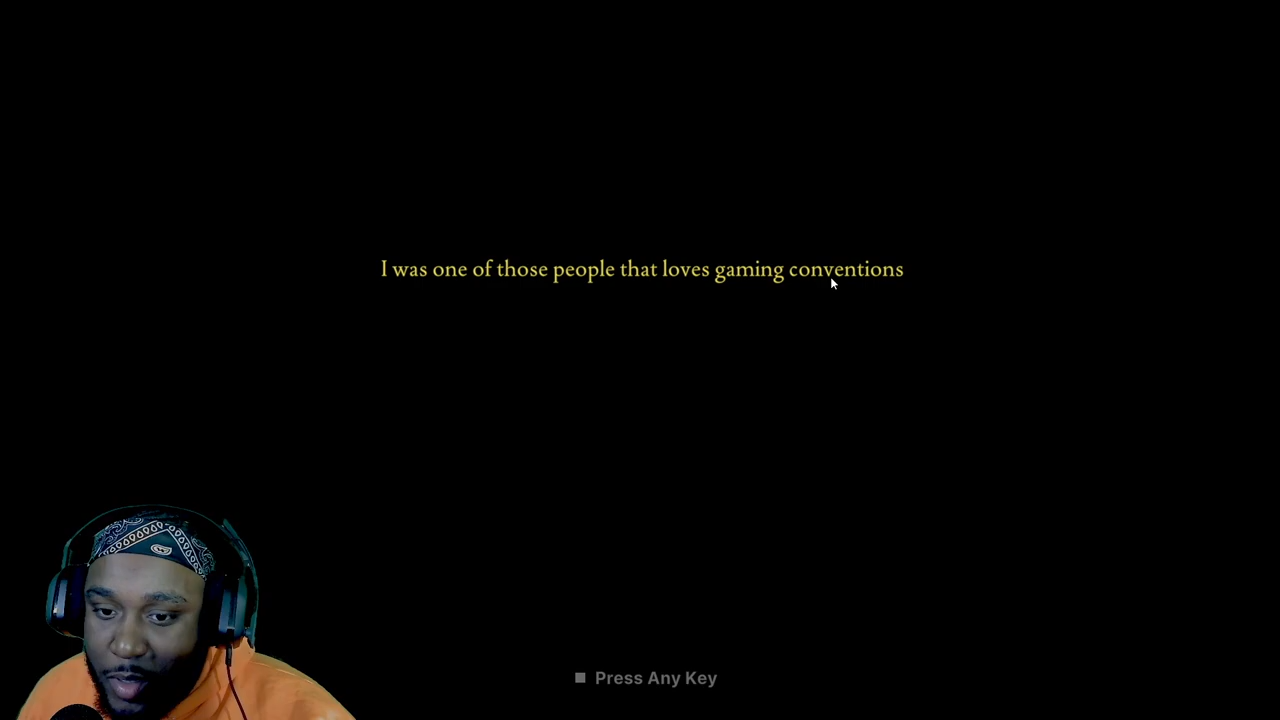 I was one of those people that loves gaming conventions
Press Any Key